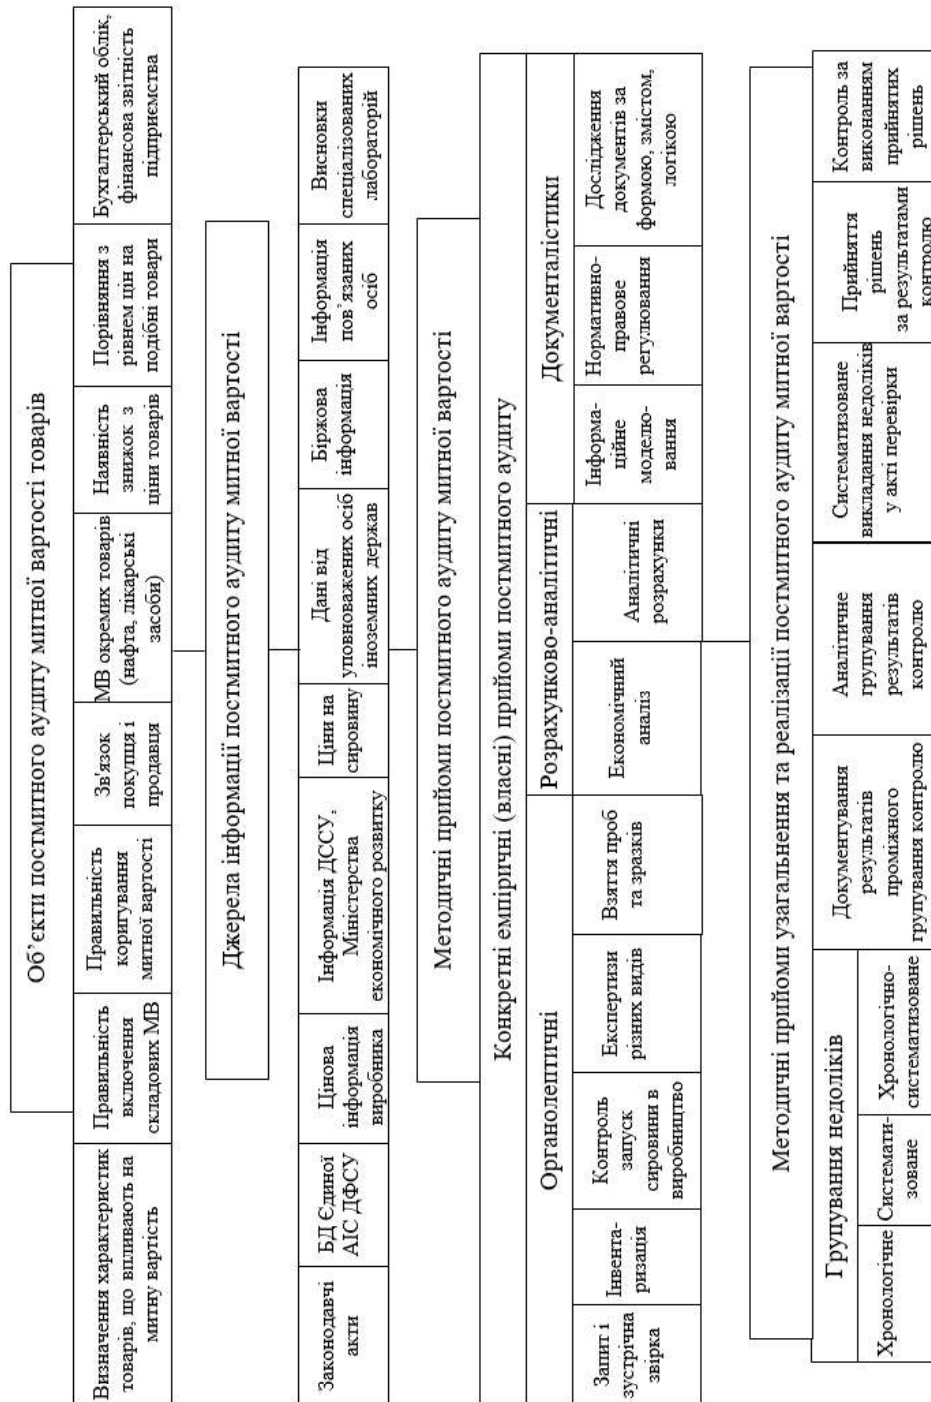 Об’єкти постмитного аудиту митної вартості товарів
Визначення характеристик
товарів, що впливають на
митну вартість
Правильність
включення
складових МВ
Правильність
коригування
митної вартості
Зв'язок
покупця і
продавця
МВ окремих товарів
(нафта, лікарські
засоби)
Наявність
знижок з
ціни товарів
Порівняння з
рівнем цін на
подібні товари
Бухгалтерський облік,
фінансова звітність
підприємства
Джерела інформації постмитного аудиту митної вартості
Законодавчі
акти
БД Єдиної
АІС ДФСУ
Цінова
інформація
виробника
Інформація ДССУ,
Міністерства
економічного розвитку
Ціни на
сировину
Дані від
уповноважених осіб
іноземних держав
Біржова
інформація
Інформація
пов’язаних
осіб
Висновки
спеціалізованих
лабораторій
Методичні прийоми постмитного аудиту митної вартості
Конкретні емпіричні (власні) прийоми постмитного аудиту
Органолептичні
Розрахунково-аналітичні
Документалістики
Запит і
зустрічна
звірка
Інвента-
ризація
Контроль
запуск
сировини в
виробництво
Експертизи
різних видів
Взяття проб
та зразків
Економічний
аналіз
Аналітичні
розрахунки
Інформа-
ційне
моделю-
вання
Нормативно-
правове
регулювання
Дослідження
документів за
формою, змістом,
логікою
Методичні прийоми узагальнення та реалізації постмитного аудиту митної вартості
Групування недоліків
Хронологічне
Системати-
зоване
Хронологічно-
систематизоване
Документування
результатів
проміжного
групування контролю
Аналітичне
групування
результатів
контролю
Систематизоване
викладання недоліків
у акті перевірки
Прийняття
рішень
за результатами
контролю
Контроль за
виконанням
прийнятих
рішень